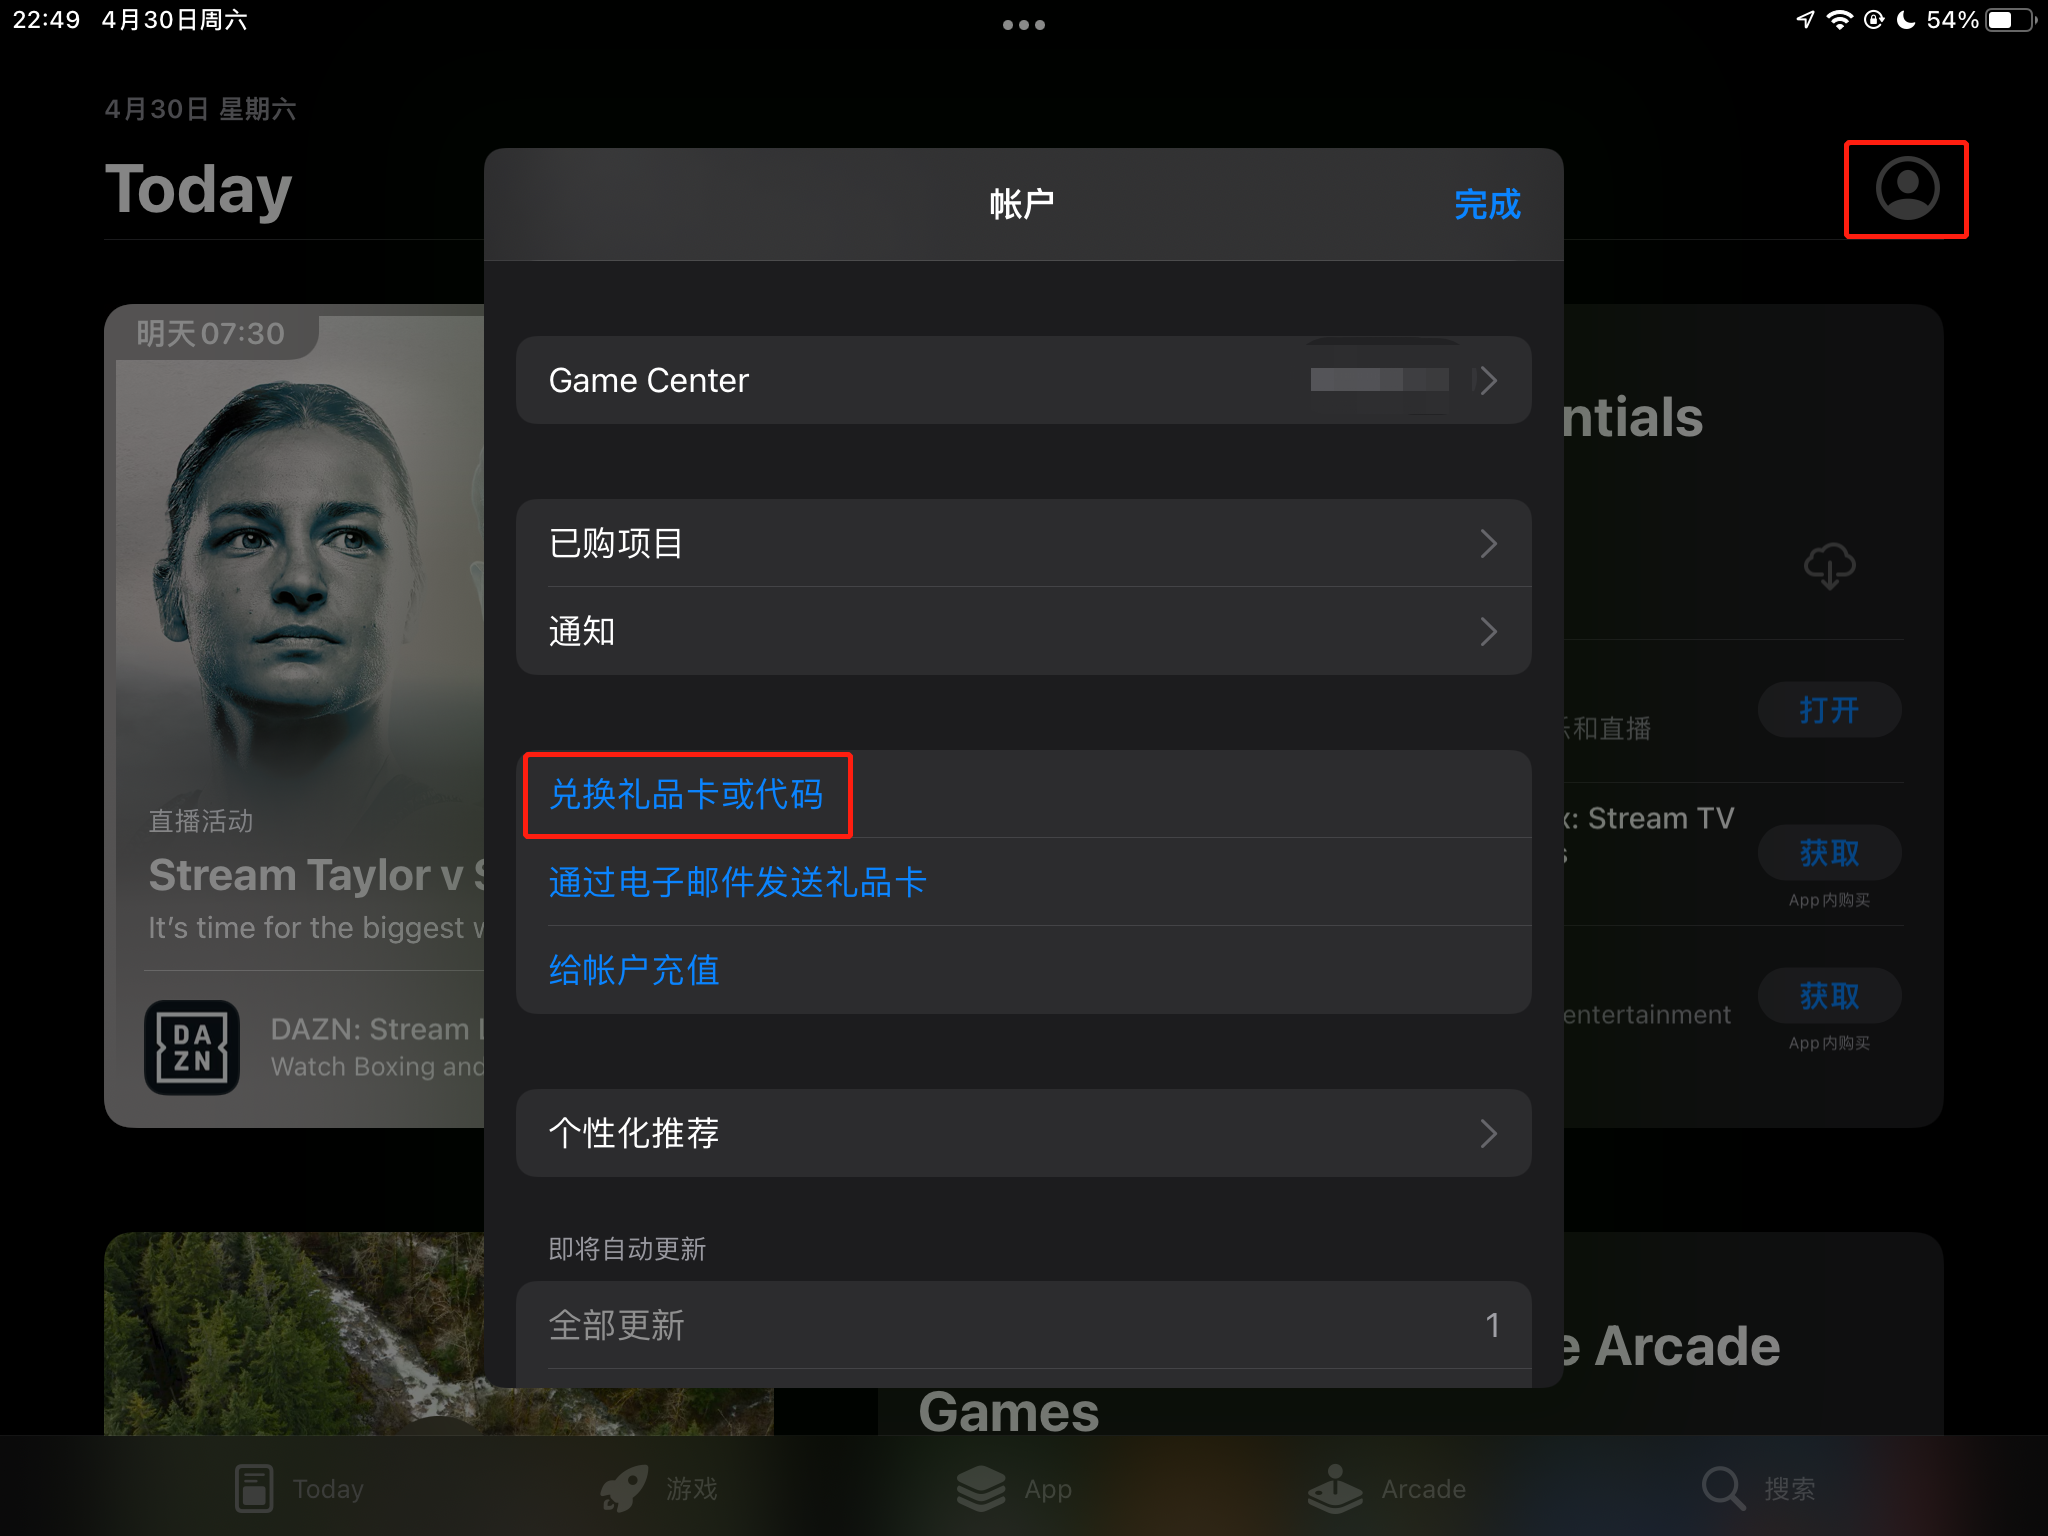 22:49 4月30日周六
54%
4月30日 星期六
Today
帐户
完成
明天07:30
Game Center
ntials
已购项目
通知
打开
和直播
兑换礼品卡或代码
直播活动
x: Stream TV
s
获取
App内购买
Stream Taylor v S
通过电子邮件发送礼品卡
It’s time for the biggest w
给帐户充值
获取
entertainment
App内购买
DAZN
DAZN: Stream L
Watch Boxing and
个性化推荐
即将自动更新
全部更新
1
e Arcade
Games
Today
游戏
App
Arcade
搜索